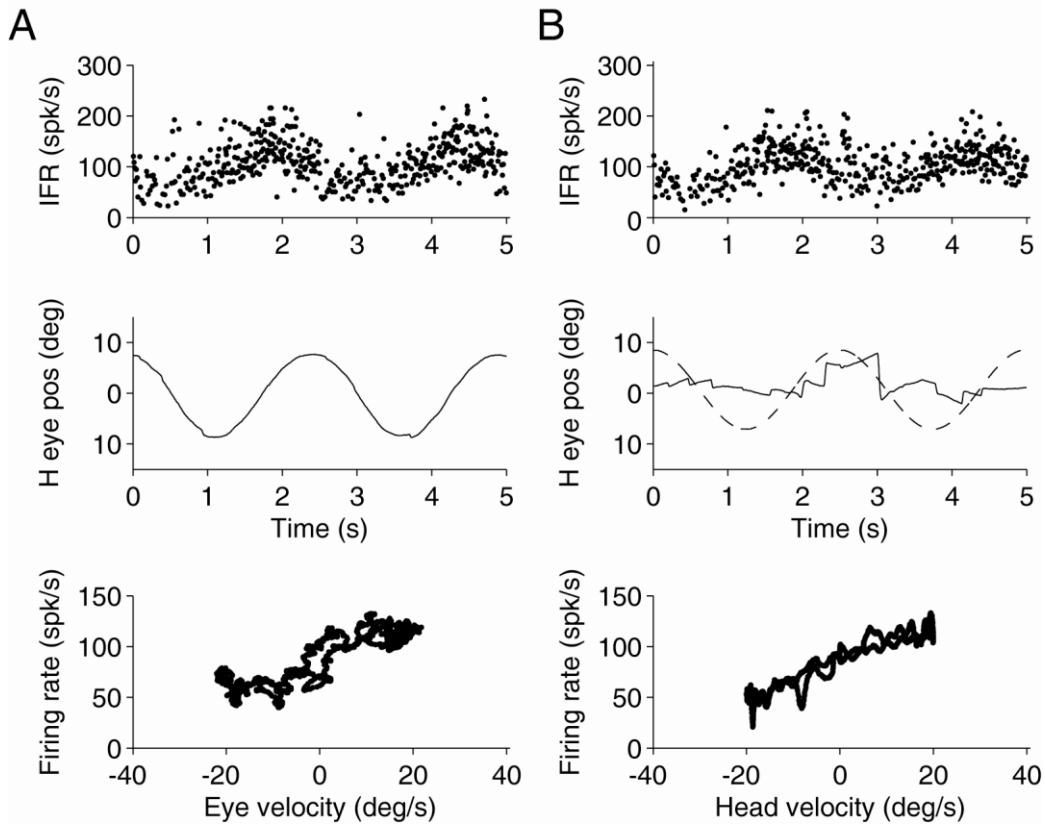 A
IFR (spk/s)
300
200
100
0
0 1 2 3 4 5
H eye pos (deg)
10
0
10
0 1 2 3 4 5
Time (s)
Firing rate (spk/s)
150
100
50
0
-40 -20 0 20 40
Eye velocity (deg/s)
B
IFR (spk/s)
300
200
100
0
0 1 2 3 4 5
H eye pos (deg)
10
0
10
0 1 2 3 4 5
Time (s)
Firing rate (spk/s)
150
100
50
0
-40 -20 0 20 40
Head velocity (deg/s)